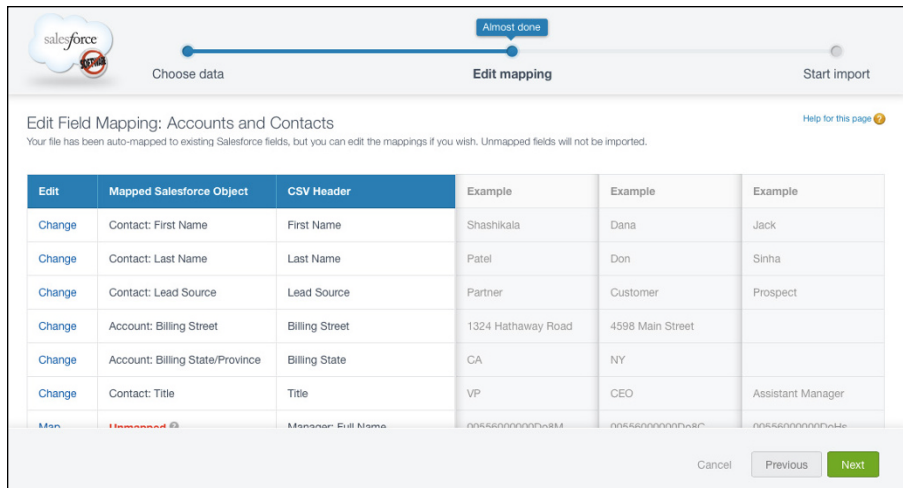 salesforce
Almost done
Choose data
Edit mapping
Start import
Edit Field Mapping: Accounts and Contacts
Help for this page ?
Your file has been auto-mapped to existing Salesforce fields, but you can edit the mappings if you wish. Unmapped fields will not be imported.
Edit Mapped Salesforce Object CSV Header Example Example Example
Change Contact: First Name First Name Shashikala Dana Jack
Change Contact: Last Name Last Name Patel Don Sinha
Change Contact: Lead Source Lead Source Partner Customer Prospect
Change Account: Billing Street Billing Street 1324 Hathaway Road 4598 Main Street
Change Account: Billing State/Province Billing State CA NY
Change Contact: Title Title VP CEO Assistant Manager
Map Unmapped ? Manager: Full Name 00556000000Do8M 00556000000Do8C 00556000000DoHs
Cancel Previous Next